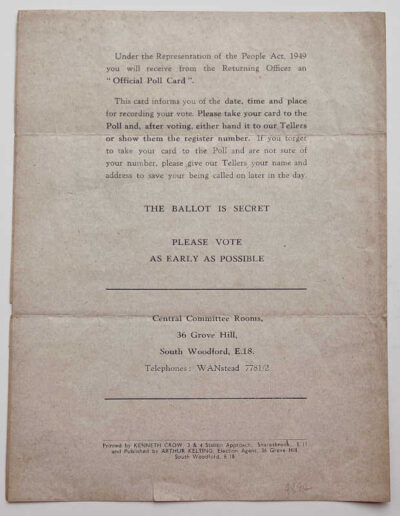 Under the Representation of the People Act, 1949
you will receive from the Returning Officer an
"Official Poll Card".
This card informs you of the date, time and place
for recording your vote. Please take your card to the
Poll and, after voting, either hand it to our Tellers
or show them the register number. If you forget
to take your card to the Poll and are not sure of
your number, please give our Tellers your name and
address to save your being called on later in the day.
THE BALLOT IS SECRET
PLEASE VOTE
AS EARLY AS POSSIBLE
Central Committee Rooms,
36 Grove Hill,
South Woodford, E.18.
Telephones: WANstead 7781/2
Printed by KENNETH CROW, 3 & 4 Station Approach, Snaresbrook, E.11
and Published by ARTHUR KELTING, Election Agent, 36 Grove Hill,
South Woodford, E.18